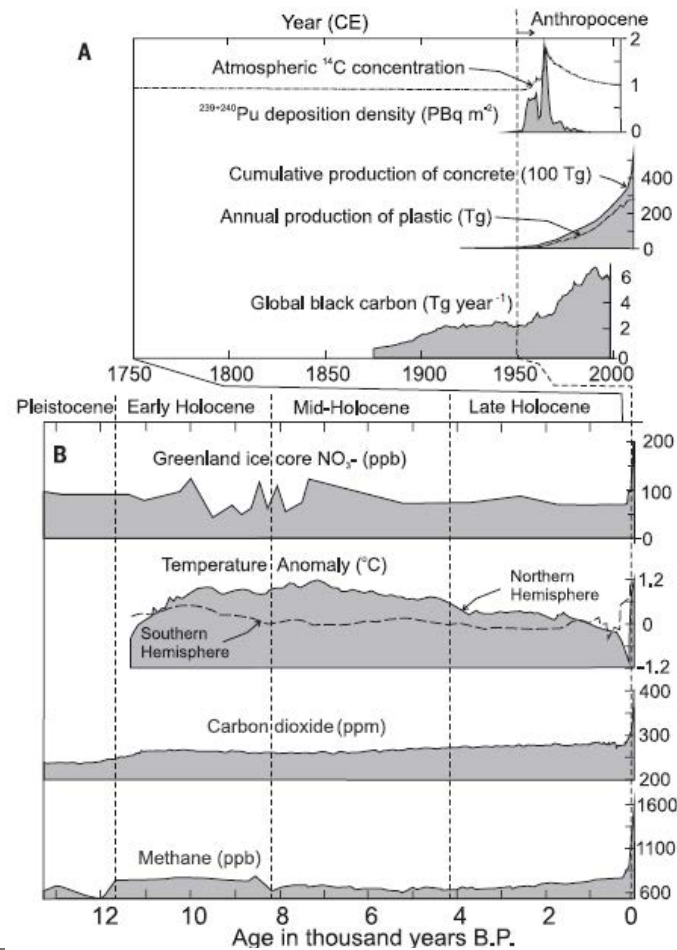 Year (CE) Anthropocene
A
2
Atmospheric ¹⁴C concentration
1
²³⁹⁺²⁴⁰Pu deposition density (PBq m⁻²)
0
Cumulative production of concrete (100 Tg)
400
Annual production of plastic (Tg)
200
0
Global black carbon (Tg year⁻¹)
6
4
2
0
1750 1800 1850 1900 1950 2000
Pleistocene Early Holocene Mid-Holocene Late Holocene
B
200
Greenland ice core NO₃- (ppb)
100
0
Temperature Anomaly (°C)
Northern
Hemisphere
1.2
Southern
Hemisphere
0
-1.2
400
Carbon dioxide (ppm)
300
200
1600
Methane (ppb)
1100
600
12 10 8 6 4 2 0
Age in thousand years B.P.